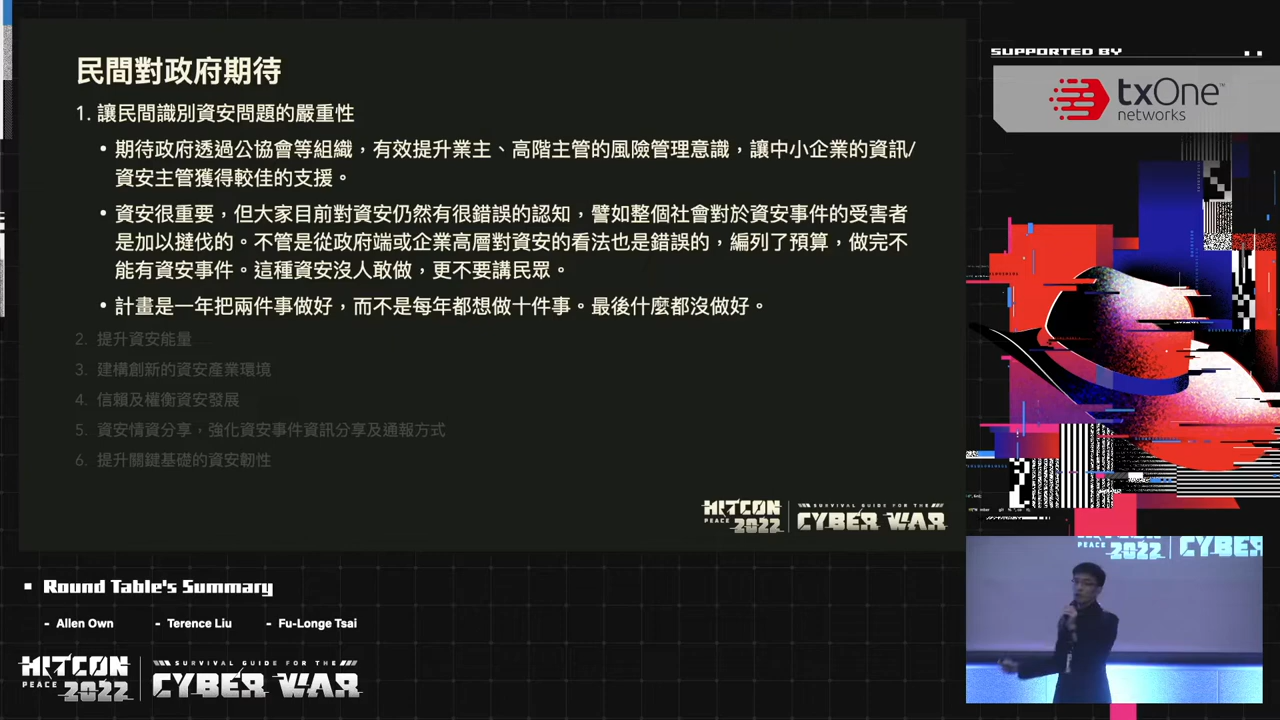 民間對政府期待
1. 讓民間識別資安問題的嚴重性
• 期待政府透過公協會等組織，有效提升業主、高階主管的風險管理意識，讓中小企業的資訊/
資安主管獲得較佳的支援。
• 資安很重要，但大家目前對資安仍然有很錯誤的認知，譬如整個社會對於資安事件的受害者
是加以撻伐的。不管是從政府端或企業高層對資安的看法也是錯誤的，編列了預算，做完不
能有資安事件。這種資安沒人敢做，更不要講民眾。
• 計畫是一年把兩件事做好，而不是每年都想做十件事。最後什麼都沒做好。
2. 提升資安能量
3. 建構創新的資安產業環境
4. 信賴及權衡資安發展
5. 資安情資分享，強化資安事件資訊分享及通報方式
6. 提升關鍵基礎的資安韌性
HITCON
PEACE 2022
SURVIVAL GUIDE FOR THE
CYBER WAR
SUPPORTED BY
txOne™
networks
PEACE 2022 CYBER
Round Table's Summary
- Allen Own - Terence Liu - Fu-Longe Tsai
HITCON
PEACE 2022
SURVIVAL GUIDE FOR THE
CYBER WAR